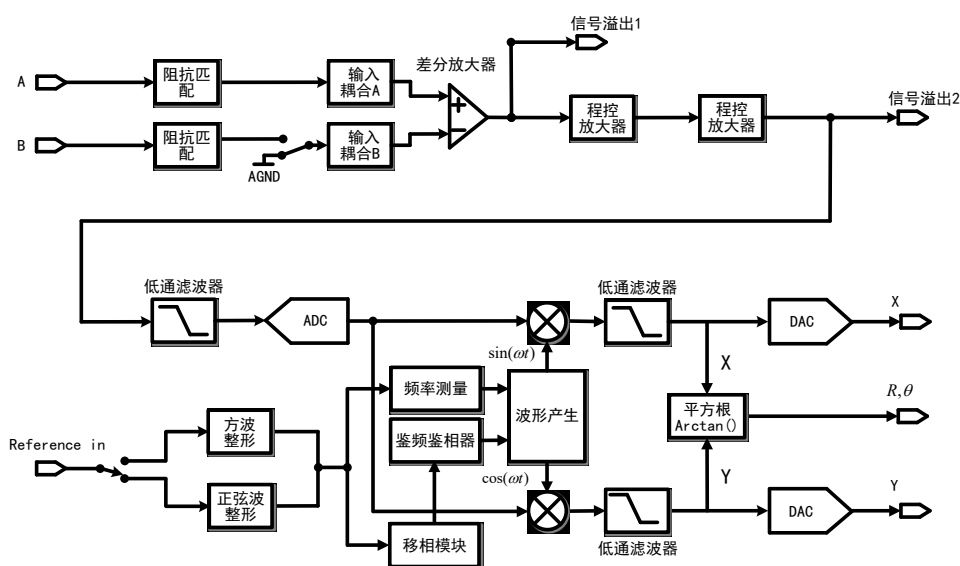 信号溢出1
A
阻抗匹
配
输入
耦合A
差分放大器
程控
放大器
程控
放大器
信号溢出2
B
阻抗匹
配
AGND
输入
耦合B
低通滤波器
ADC
低通滤波器
DAC
X
sin(ωt)
X
频率测量
波形产生
平方根
Arctan()
R,θ
Reference in
方波
整形
鉴频鉴相器
正弦波
整形
cos(ωt)
Y
移相模块
低通滤波器
DAC
Y